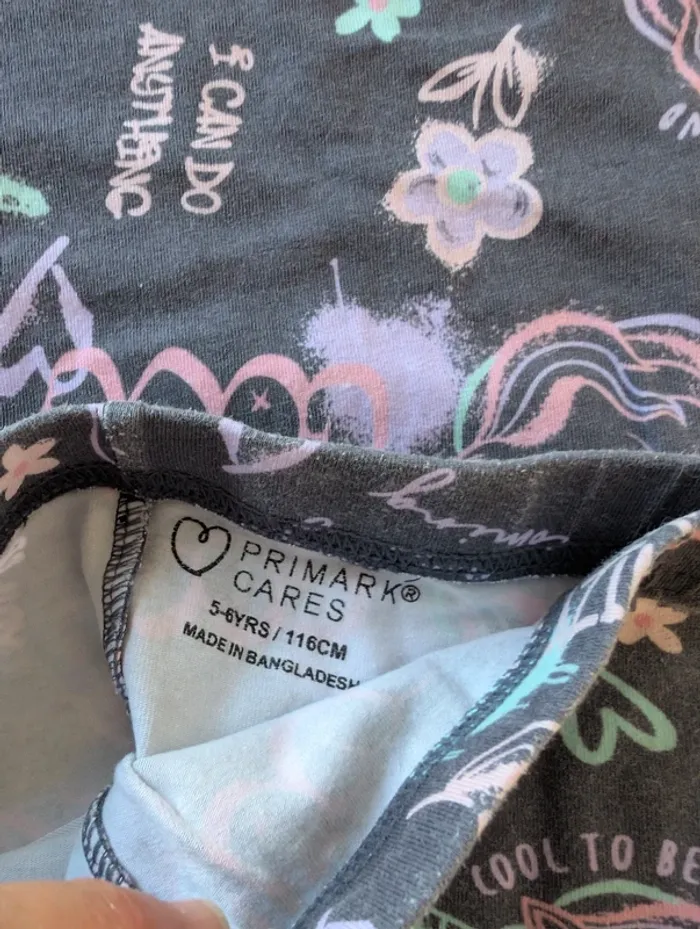 I CAN DO
ANYTHING
PRIMARK®
CARES
5-6YRS / 116CM
MADE IN BANGLADESH
COOL TO BE